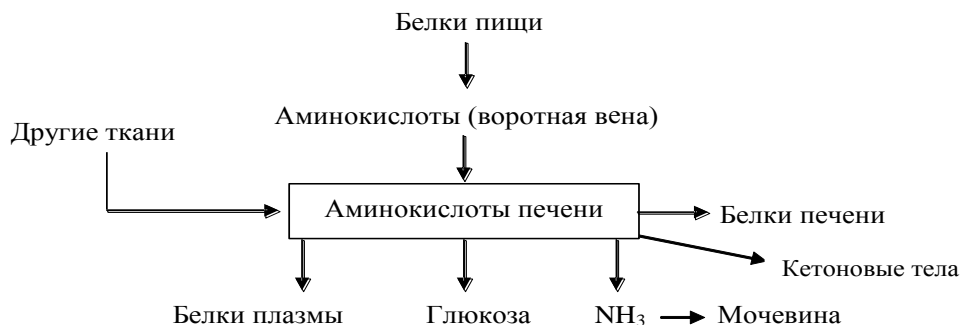 Белки пищи
Аминокислоты (воротная вена)
Другие ткани
Аминокислоты печени
Белки печени
Кетоновые тела
Белки плазмы
Глюкоза
NH₃
Мочевина